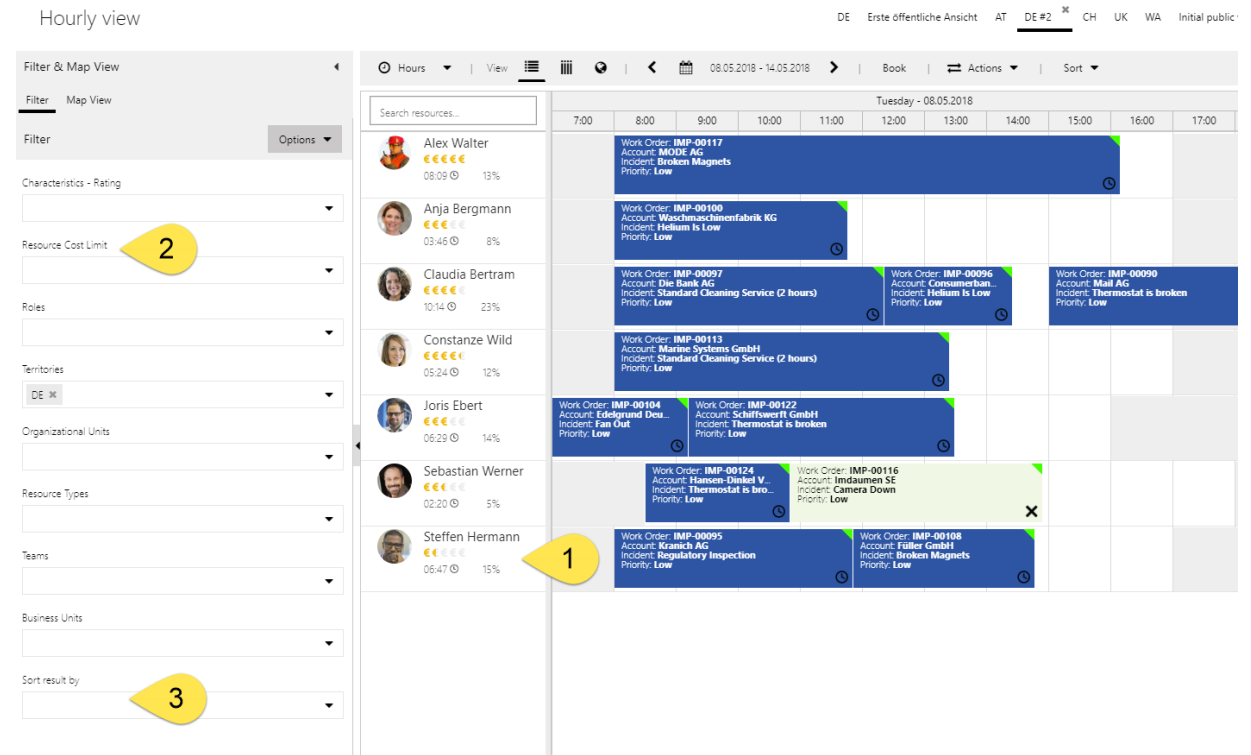 Hourly view
DE Erste öffentliche Ansicht AT DE #2 CH UK WA Initial public
Filter & Map View
Hours View 08.05.2018 - 14.05.2018 Book Actions Sort
Filter Map View
Filter Options
Characteristics - Rating
Resource Cost Limit
2
Roles
Territories
DE
Organizational Units
Resource Types
Teams
Business Units
Sort result by
3
Search resources...
Tuesday - 08.05.2018
7:00 8:00 9:00 10:00 11:00 12:00 13:00 14:00 15:00 16:00 17:00
Alex Walter
€€€€€
08:09 13%
Work Order: IMP-00117
Account: MODE AG
Incident: Broken Magnets
Priority: Low
Anja Bergmann
€€€€€
03:46 8%
Work Order: IMP-00100
Account: Waschmaschinenfabrik KG
Incident: Helium Is Low
Priority: Low
Claudia Bertram
€€€€€
10:14 23%
Work Order: IMP-00097
Account: Die Bank AG
Incident: Standard Cleaning Service (2 hours)
Priority: Low
Work Order: IMP-00096
Account: Consumerban...
Incident: Helium Is Low
Priority: Low
Work Order: IMP-00090
Account: Mail AG
Incident: Thermostat is broken
Priority: Low
Constanze Wild
€€€€€
05:24 12%
Work Order: IMP-00113
Account: Marine Systems GmbH
Incident: Standard Cleaning Service (2 hours)
Priority: Low
Joris Ebert
€€€€€
06:29 14%
Work Order: IMP-00104
Account: Edelgrund Deu...
Incident: Fan Out
Priority: Low
Work Order: IMP-00122
Account: Schiffswerft GmbH
Incident: Thermostat is broken
Priority: Low
Sebastian Werner
€€€€€
02:20 5%
Work Order: IMP-00124
Account: Hansen-Dinkel V...
Incident: Thermostat is bro...
Priority: Low
Work Order: IMP-00116
Account: Imdaumen SE
Incident: Camera Down
Priority: Low
Steffen Hermann
€€€€€
06:47 15%
1
Work Order: IMP-00095
Account: Kranich AG
Incident: Regulatory Inspection
Priority: Low
Work Order: IMP-00108
Account: Füller GmbH
Incident: Broken Magnets
Priority: Low